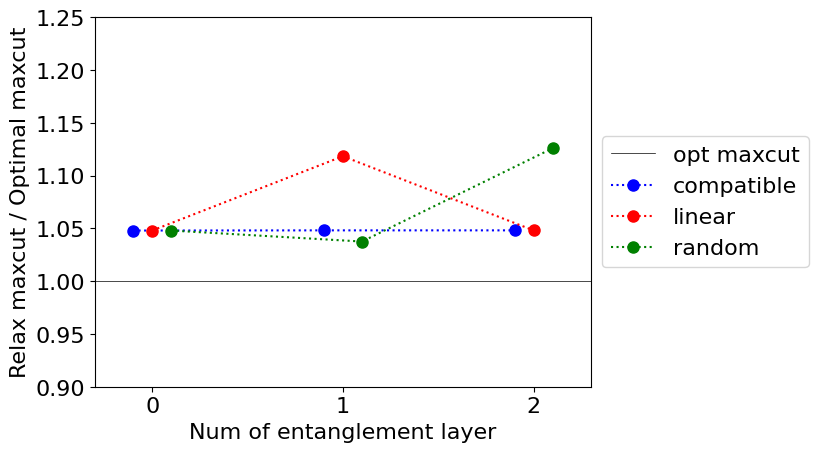 Relax maxcut / Optimal maxcut
1.25
1.20
1.15
1.10
1.05
1.00
0.95
0.90
0
1
2
Num of entanglement layer
opt maxcut
compatible
linear
random